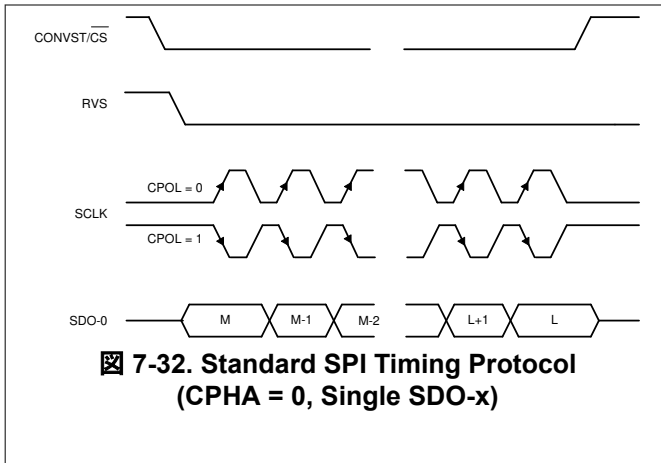 CONVST/CS
RVS
CPOL = 0
SCLK
CPOL = 1
SDO-0 M M-1 M-2 L+1 L
図 7-32. Standard SPI Timing Protocol
(CPHA = 0, Single SDO-x)